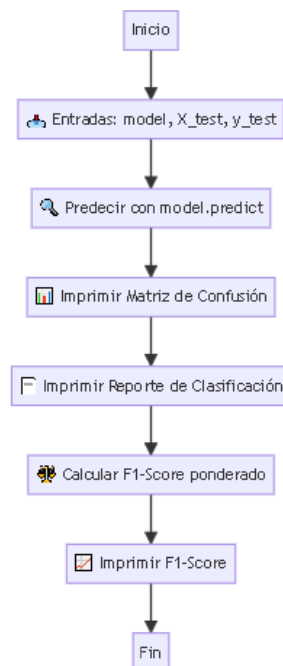 Inicio
Entradas: model, X_test, y_test
Predecir con model.predict
Imprimir Matriz de Confusión
Imprimir Reporte de Clasificación
Calcular F1-Score ponderado
Imprimir F1-Score
Fin